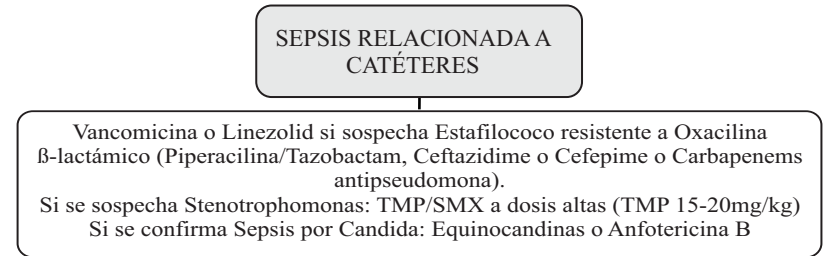 SEPSIS RELACIONADA A
CATÉTERES
Vancomicina o Linezolid si sospecha Estafilococo resistente a Oxacilina
ß-lactámico (Piperacilina/Tazobactam, Ceftazidime o Cefepime o Carbapenems
antipseudomona).
Si se sospecha Stenotrophomonas: TMP/SMX a dosis altas (TMP 15-20mg/kg)
Si se confirma Sepsis por Candida: Equinocandinas o Anfotericina B